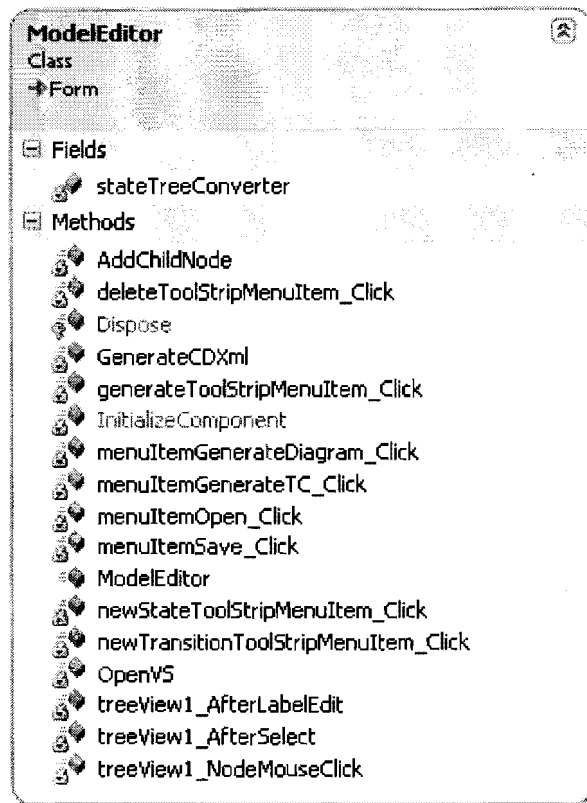 ModelEditor
Class
Form
Fields
stateTreeConverter
Methods
AddChildNode
deleteToolStripMenuItem_Click
Dispose
GenerateCDXml
generateToolStripMenuItem_Click
InitializeComponent
menuItemGenerateDiagram_Click
menuItemGenerateTC_Click
menuItemOpen_Click
menuItemSave_Click
ModelEditor
newStateToolStripMenuItem_Click
newTransitionToolStripMenuItem_Click
OpenVS
treeView1_AfterLabelEdit
treeView1_AfterSelect
treeView1_NodeMouseClick